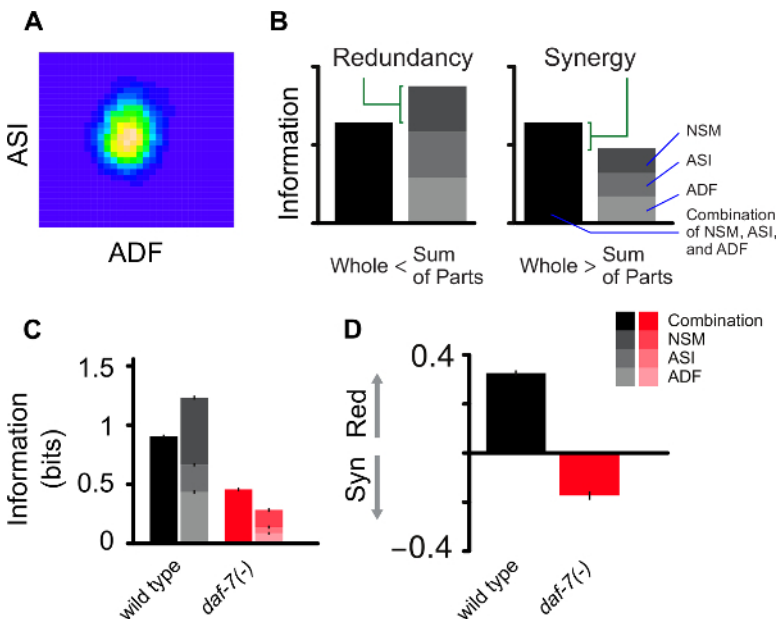 A
ASI
ADF
B
Redundancy
Synergy
Information
NSM
ASI
ADF
Combination
of NSM, ASI,
and ADF
Whole < Sum
of Parts
Whole > Sum
of Parts
C
Information
(bits)
1.5
1
0.5
0
wild type
daf-7(-)
D
Combination
NSM
ASI
ADF
0.4
Red
Syn
−0.4
wild type
daf-7(-)